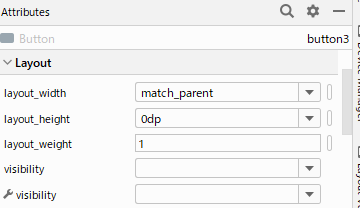 Attributes
Button button3
Layout
layout_width match_parent
layout_height 0dp
layout_weight 1
visibility
visibility